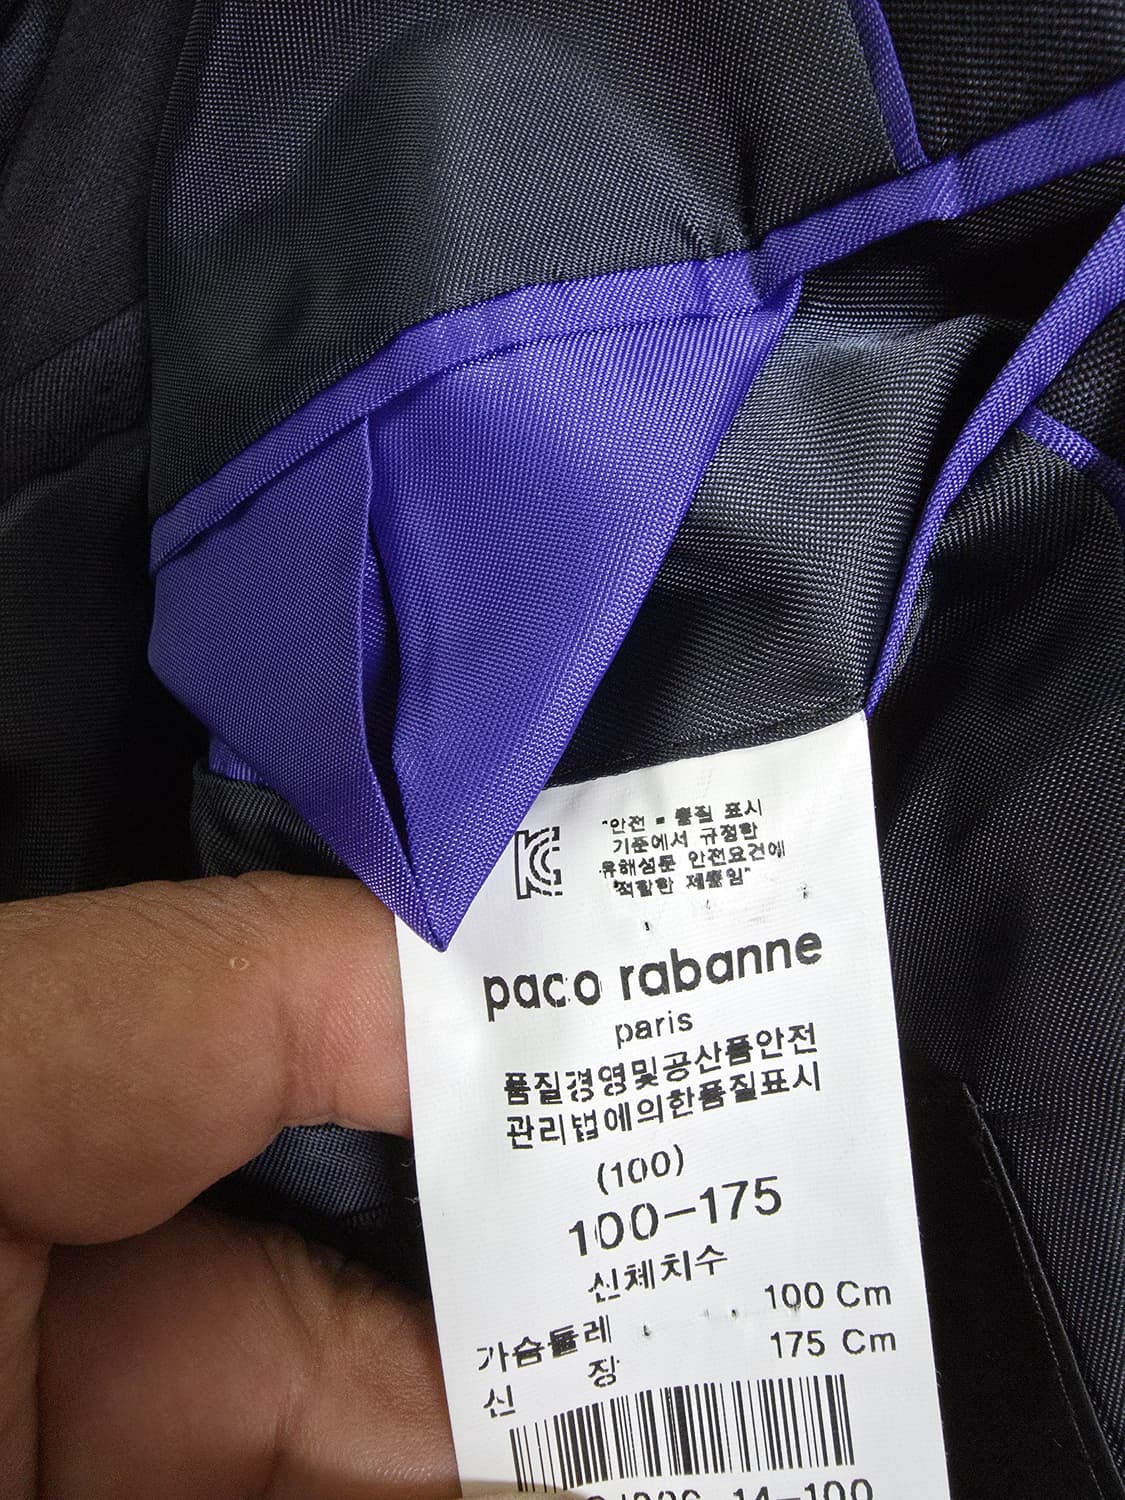 "안전 · 품질 표시
기준에서 규정한
유해성문 안전요건에
적합한 제품임"
paco rabanne
paris
품질경영및공산품안전
관리법에의한품질표시
(100)
100-175
신체치수
가슴둘레 100 Cm
신 장 175 Cm
14-100